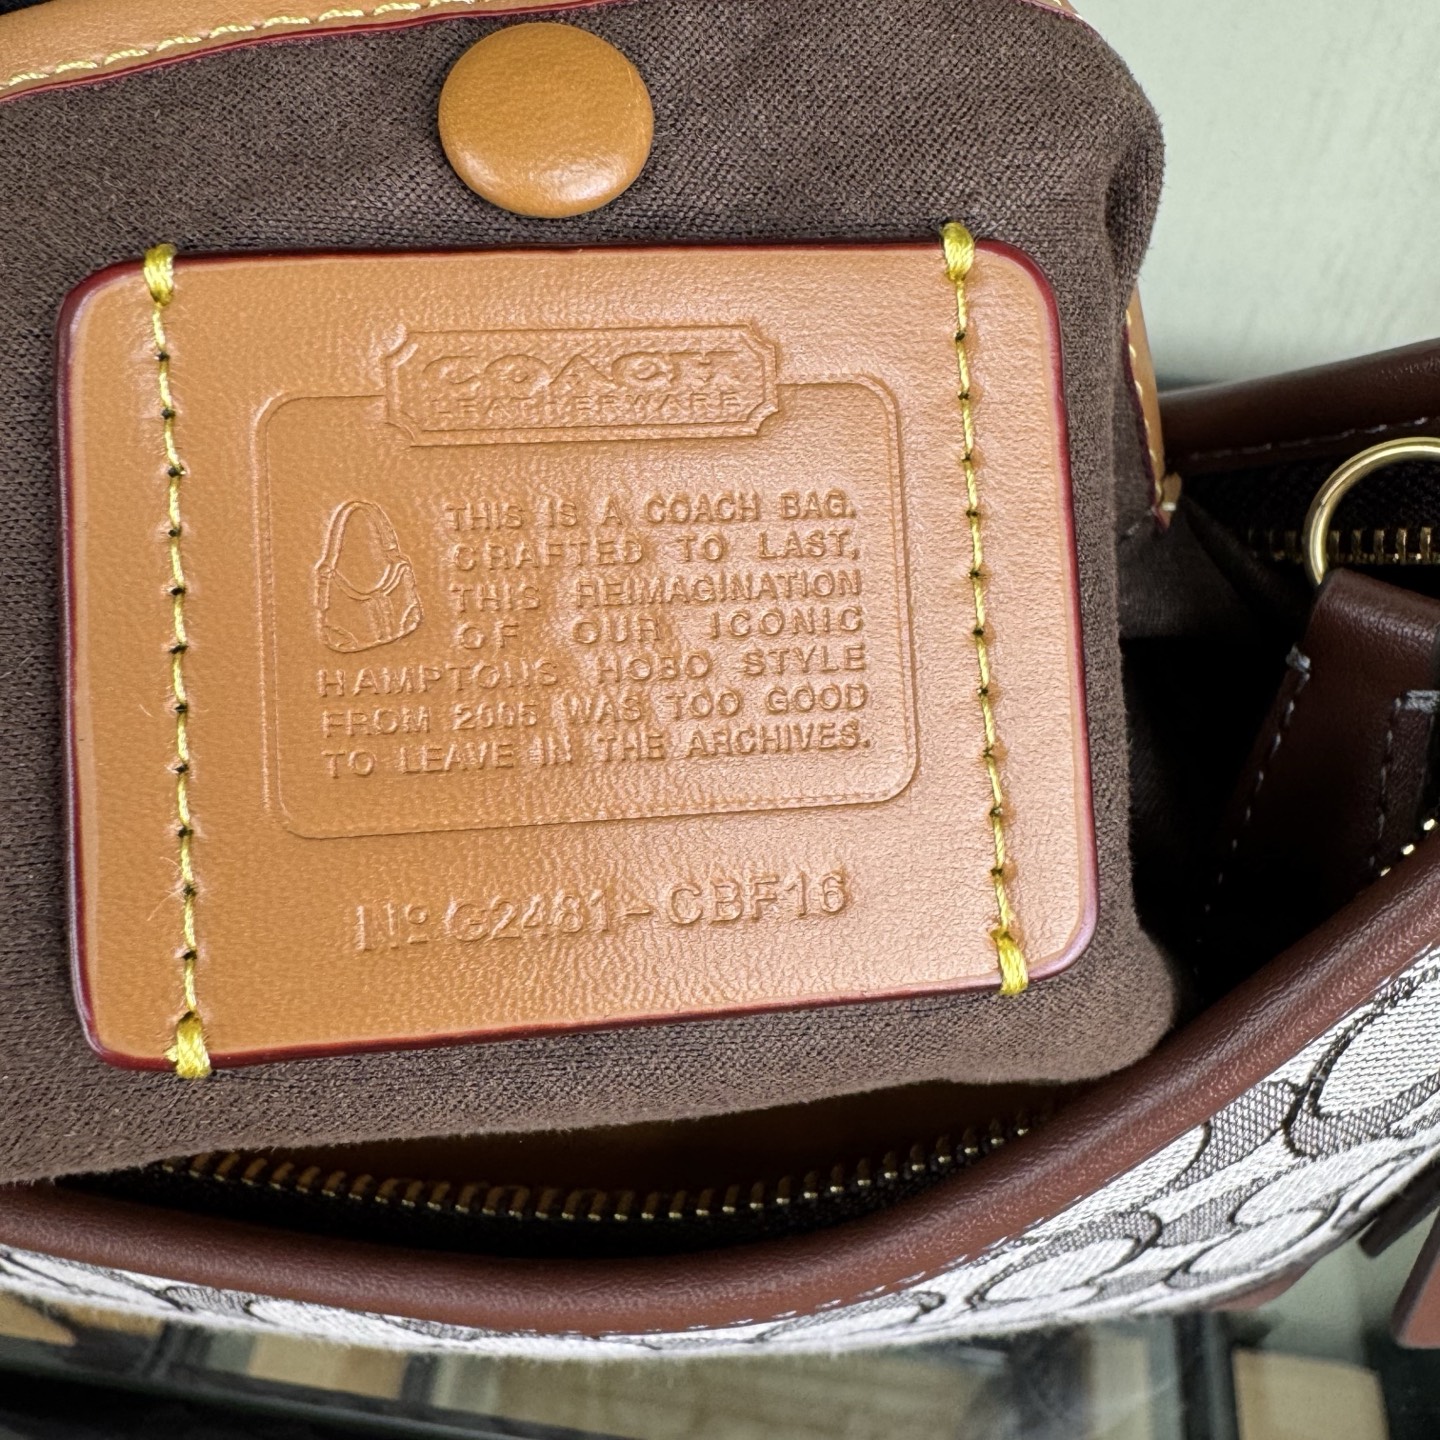 COACH
LEATHERWARE
THIS IS A COACH BAG.
CRAFTED TO LAST,
THIS REIMAGINATION
OF OUR ICONIC
HAMPTONS HOBO STYLE
FROM 2005 WAS TOO GOOD
TO LEAVE IN THE ARCHIVES.
Nº G2481-CBF16